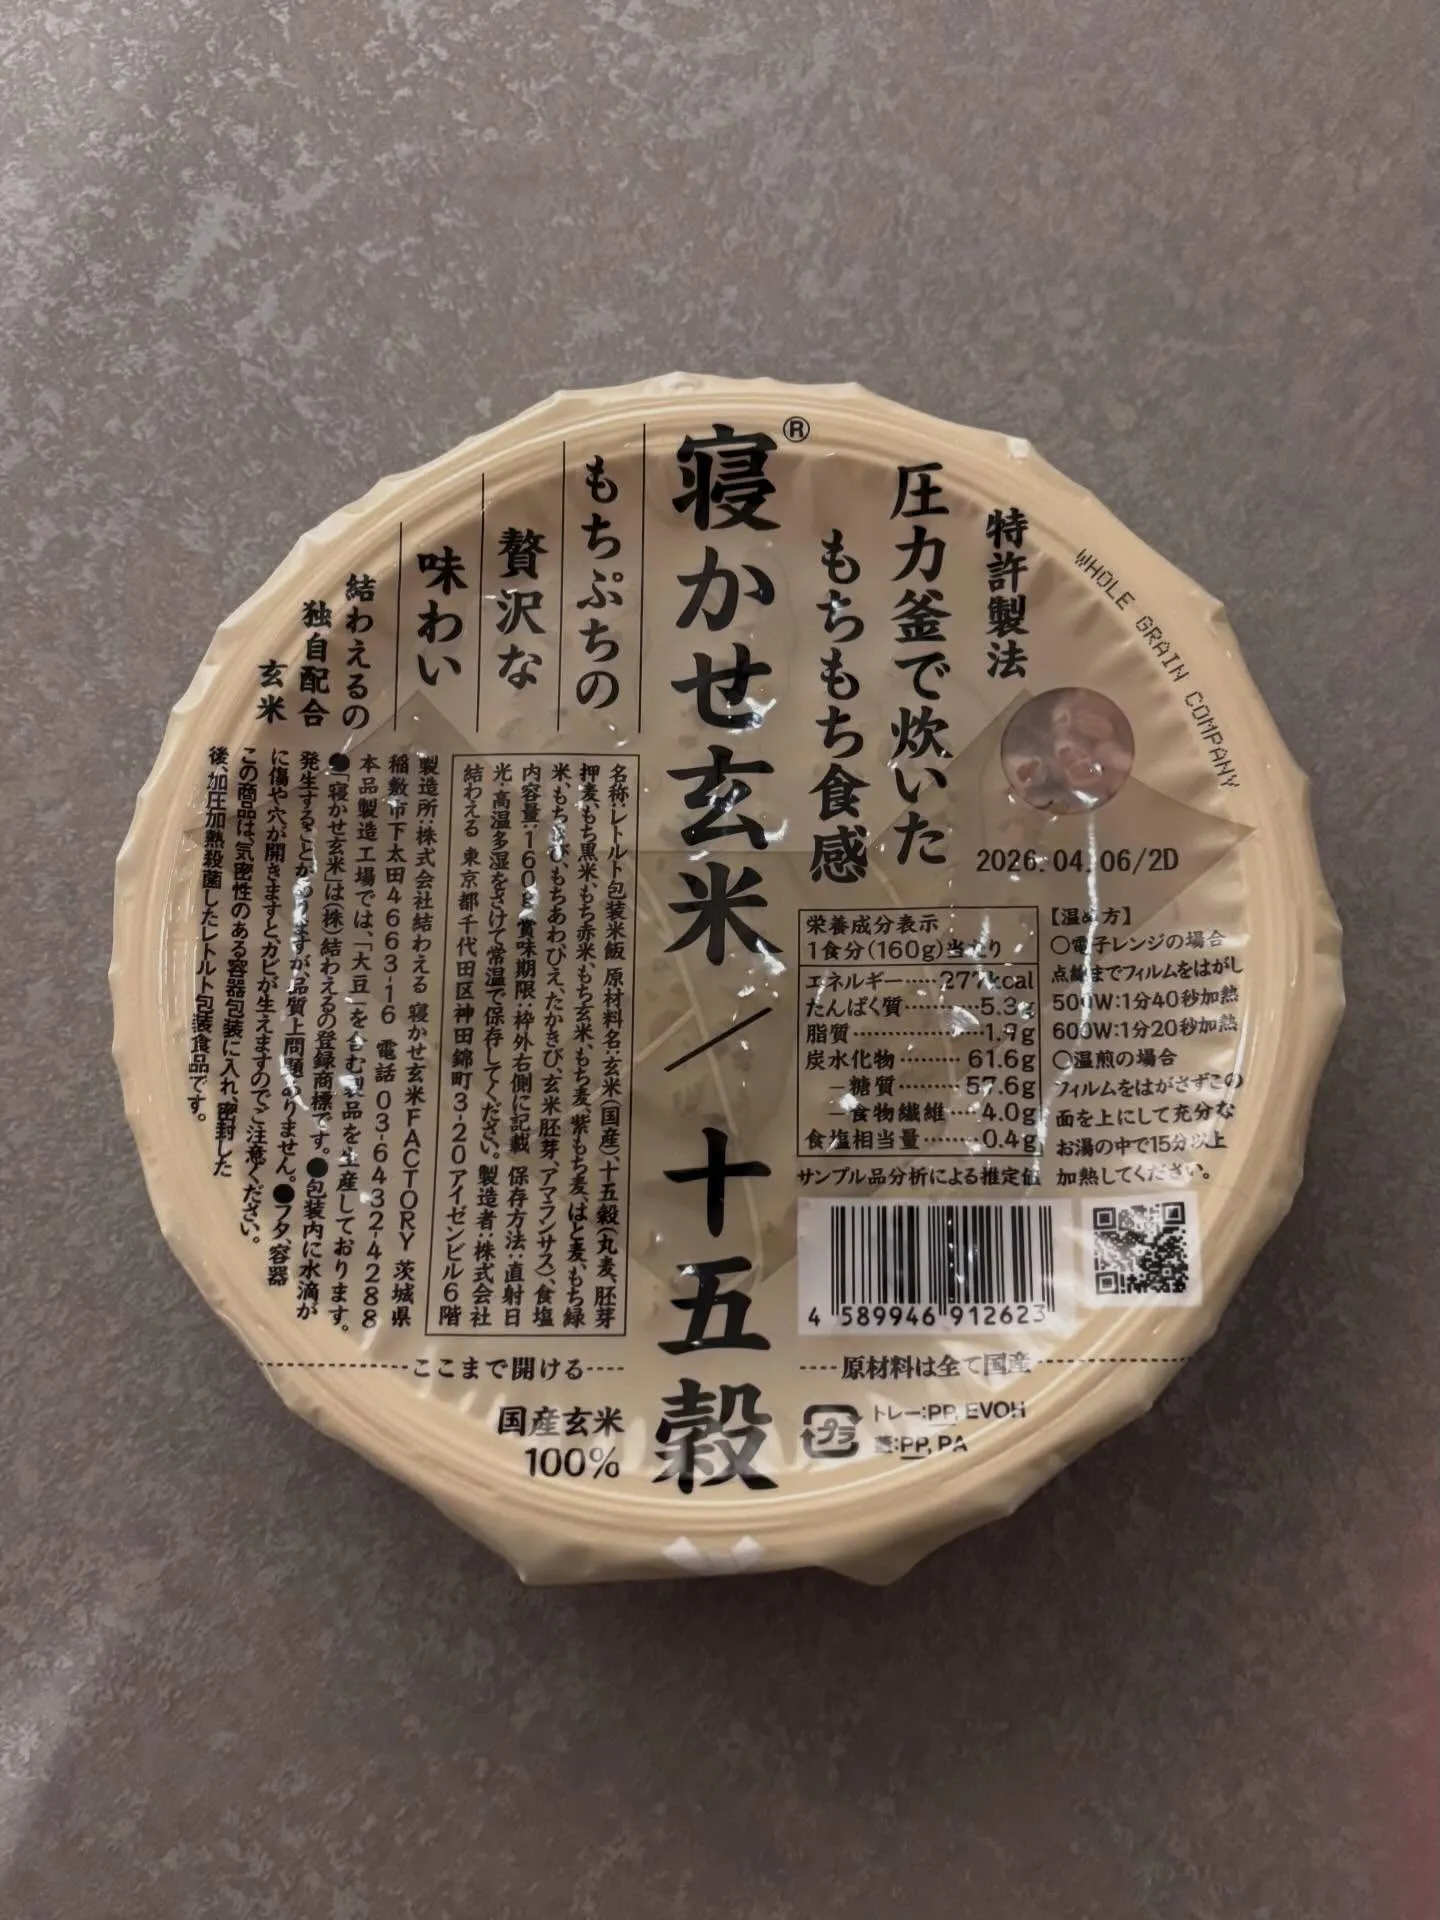 WHOLE GRAIN COMPANY
特許製法
圧力釜で炊いた
もちもち食感
寝かせ玄米®／十五穀
もちぷちの
贅沢な
味わい
結わえるの
独自配合
玄米
2026.04.06/2D
栄養成分表示
1食分(160g)当たり
エネルギー……277kcal
たんぱく質………5.3g
脂質………………1.9g
炭水化物…………61.6g
－糖質……………57.6g
－食物繊維………4.0g
食塩相当量………0.4g
サンプル品分析による推定値
【温め方】
〇電子レンジの場合
点線までフィルムをはがし
500W:1分40秒加熱
600W:1分20秒加熱
〇温煎の場合
フィルムをはがさずこの
面を上にして充分な
お湯の中で15分以上
加熱してください。
名称:レトルト包装米飯 原材料名:玄米(国産)、十五穀(丸麦、胚芽
押麦、もち黒米、もち赤米、もち玄米、もち麦、紫もち麦、はと麦、もち緑
米、もちきび、もちあわ、ひえ、たかきび、玄米胚芽、アマランサス)、食塩
内容量:160g 賞味期限:枠外右側に記載 保存方法:直射日
光・高温多湿をさけて常温で保存してください。 製造者:株式会社
結わえる 東京都千代田区神田錦町3-20アイゼンビル6階
製造所:株式会社結わえる 寝かせ玄米FACTORY 茨城県
稲敷市下太田4663-16 電話 03-6432-4288
本品製造工場では、「大豆」を含む製品を生産しております。
●「寝かせ玄米」は(株)結わえるの登録商標です。●包装内に水滴が
発生することがありますが、品質上問題ありません。●フタ、容器
に傷や穴が開きますと、カビが生えますのでご注意ください。
この商品は、気密性のある容器包装に入れ、密封した
後、加圧加熱殺菌したレトルト包装食品です。
4 589946 912623
ここまで開ける
原材料は全て国産
国産玄米
100%
プラ
トレー:PP, EVOH
蓋:PP, PA